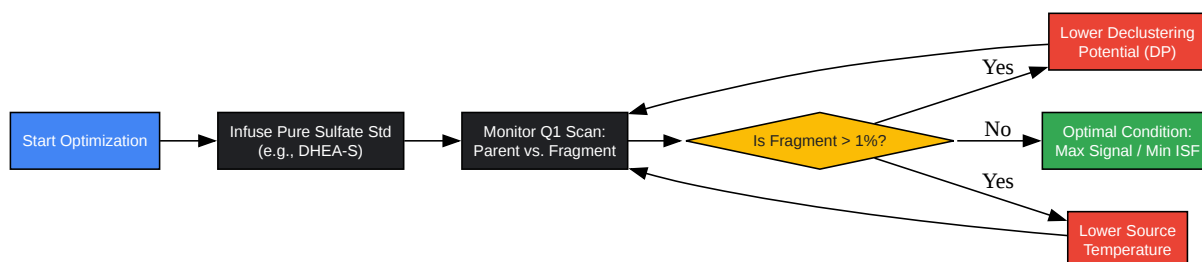 Start Optimization
Infuse Pure Sulfate Std
(e.g., DHEA-S)
Monitor Q1 Scan:
Parent vs. Fragment
Is Fragment > 1%?
Yes
Lower Declustering
Potential (DP)
No
Optimal Condition:
Max Signal / Min ISF
Yes
Lower Source
Temperature